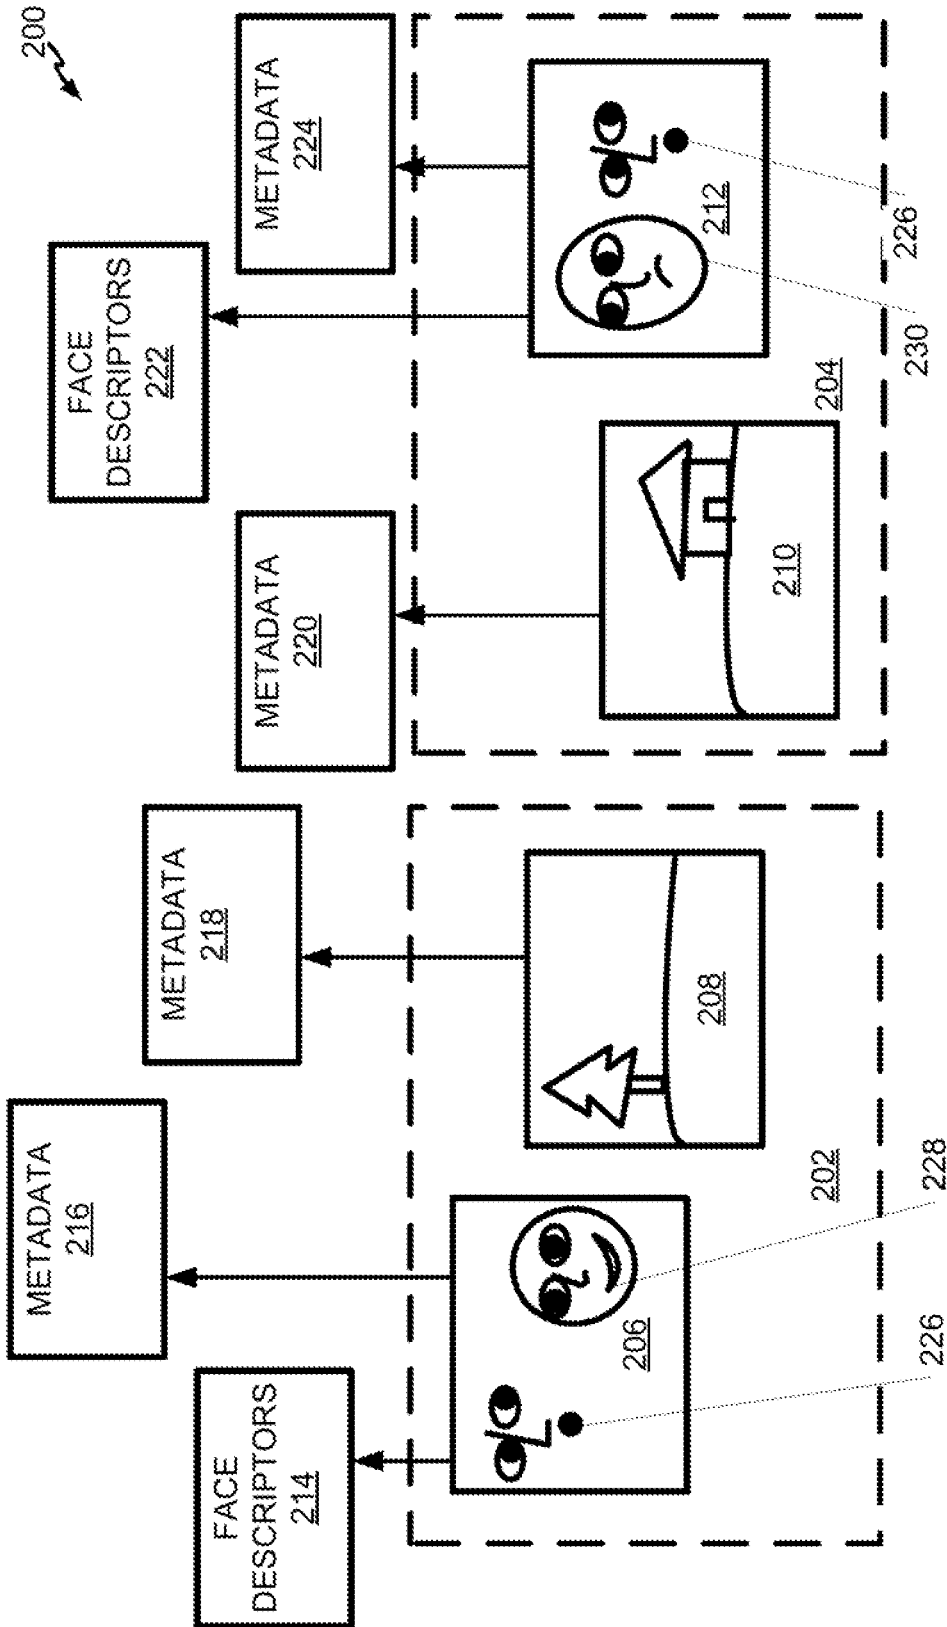 200
METADATA
216
METADATA
218
FACE
DESCRIPTORS
222
METADATA
224
FACE
DESCRIPTORS
214
METADATA
220
206
208
210
212
202
204
226
228
230
226